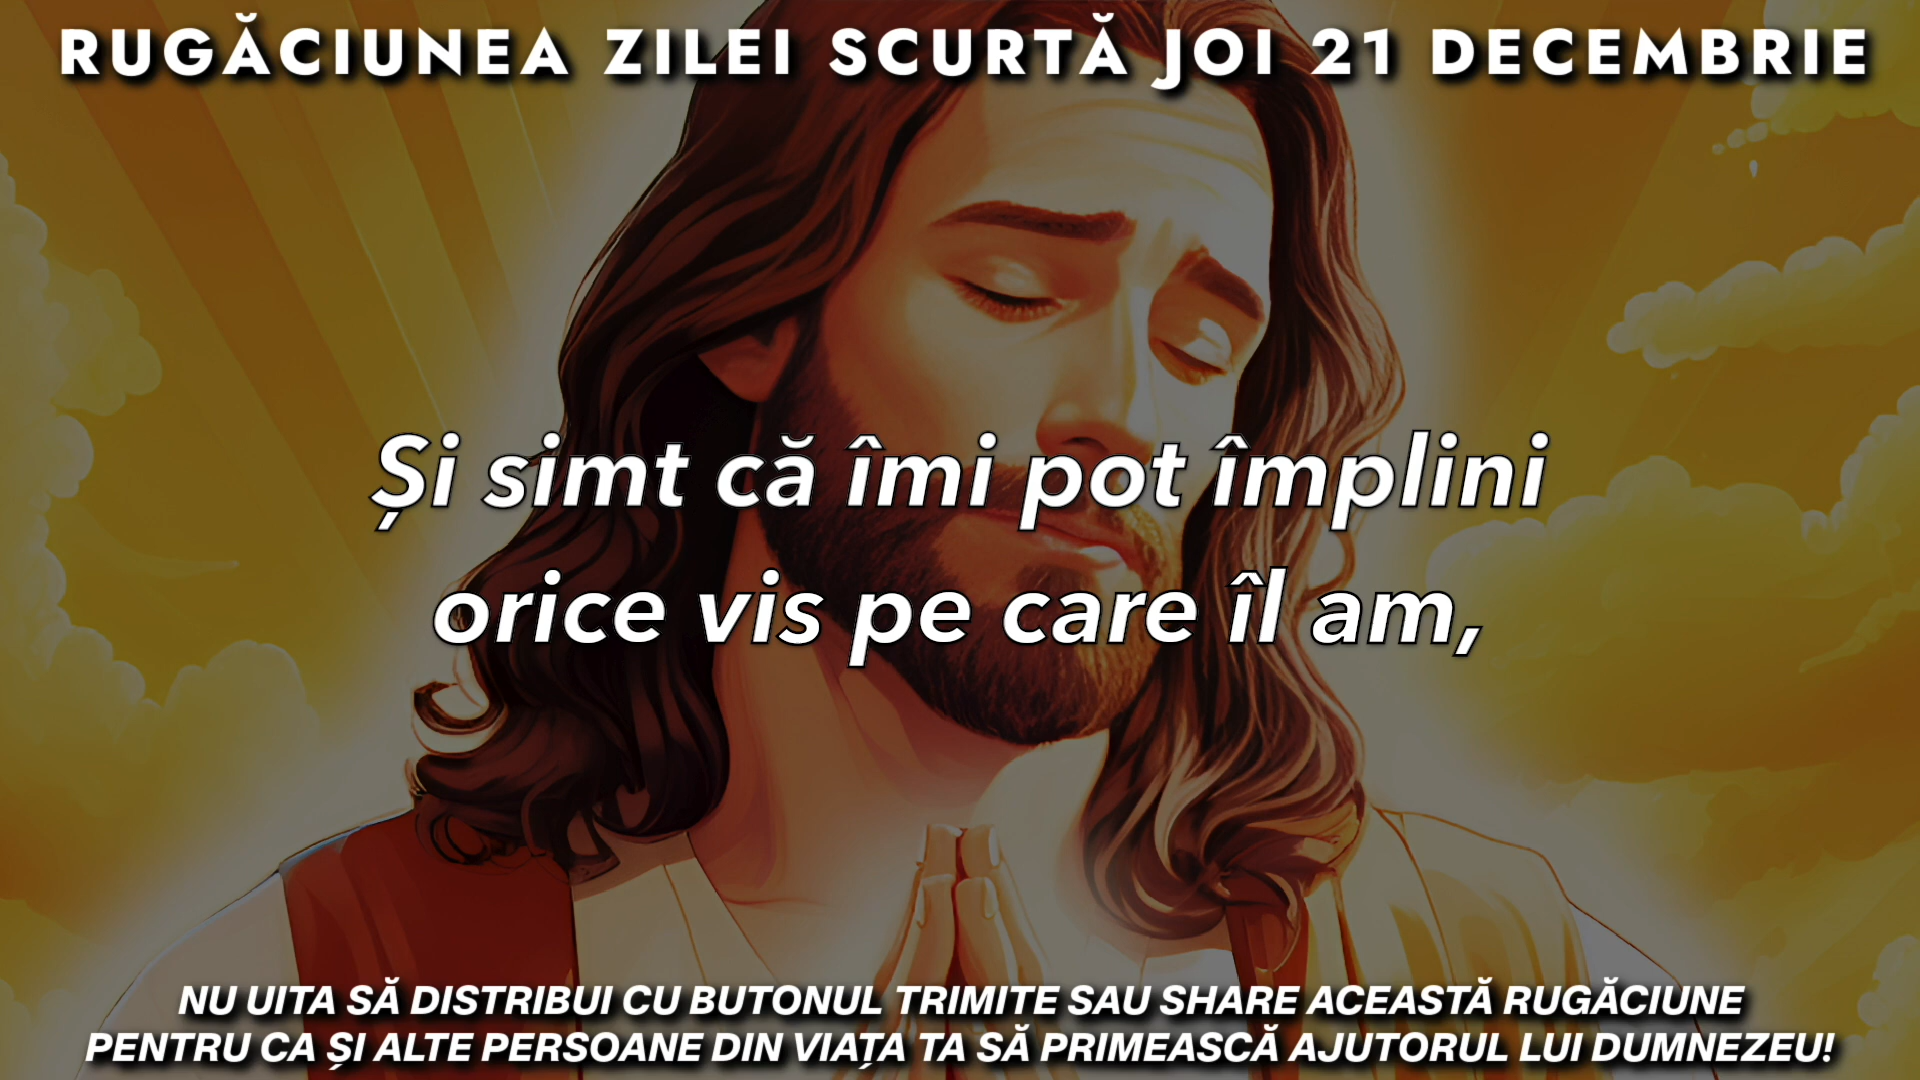 RUGĂCIUNEA ZILEI SCURTĂ JOI 21 DECEMBRIE
Și simt că îmi pot împlini
orice vis pe care îl am,
NU UITA SĂ DISTRIBUI CU BUTONUL TRIMITE SAU SHARE ACEASTĂ RUGĂCIUNE
PENTRU CA ȘI ALTE PERSOANE DIN VIAȚA TA SĂ PRIMEASCĂ AJUTORUL LUI DUMNEZEU!